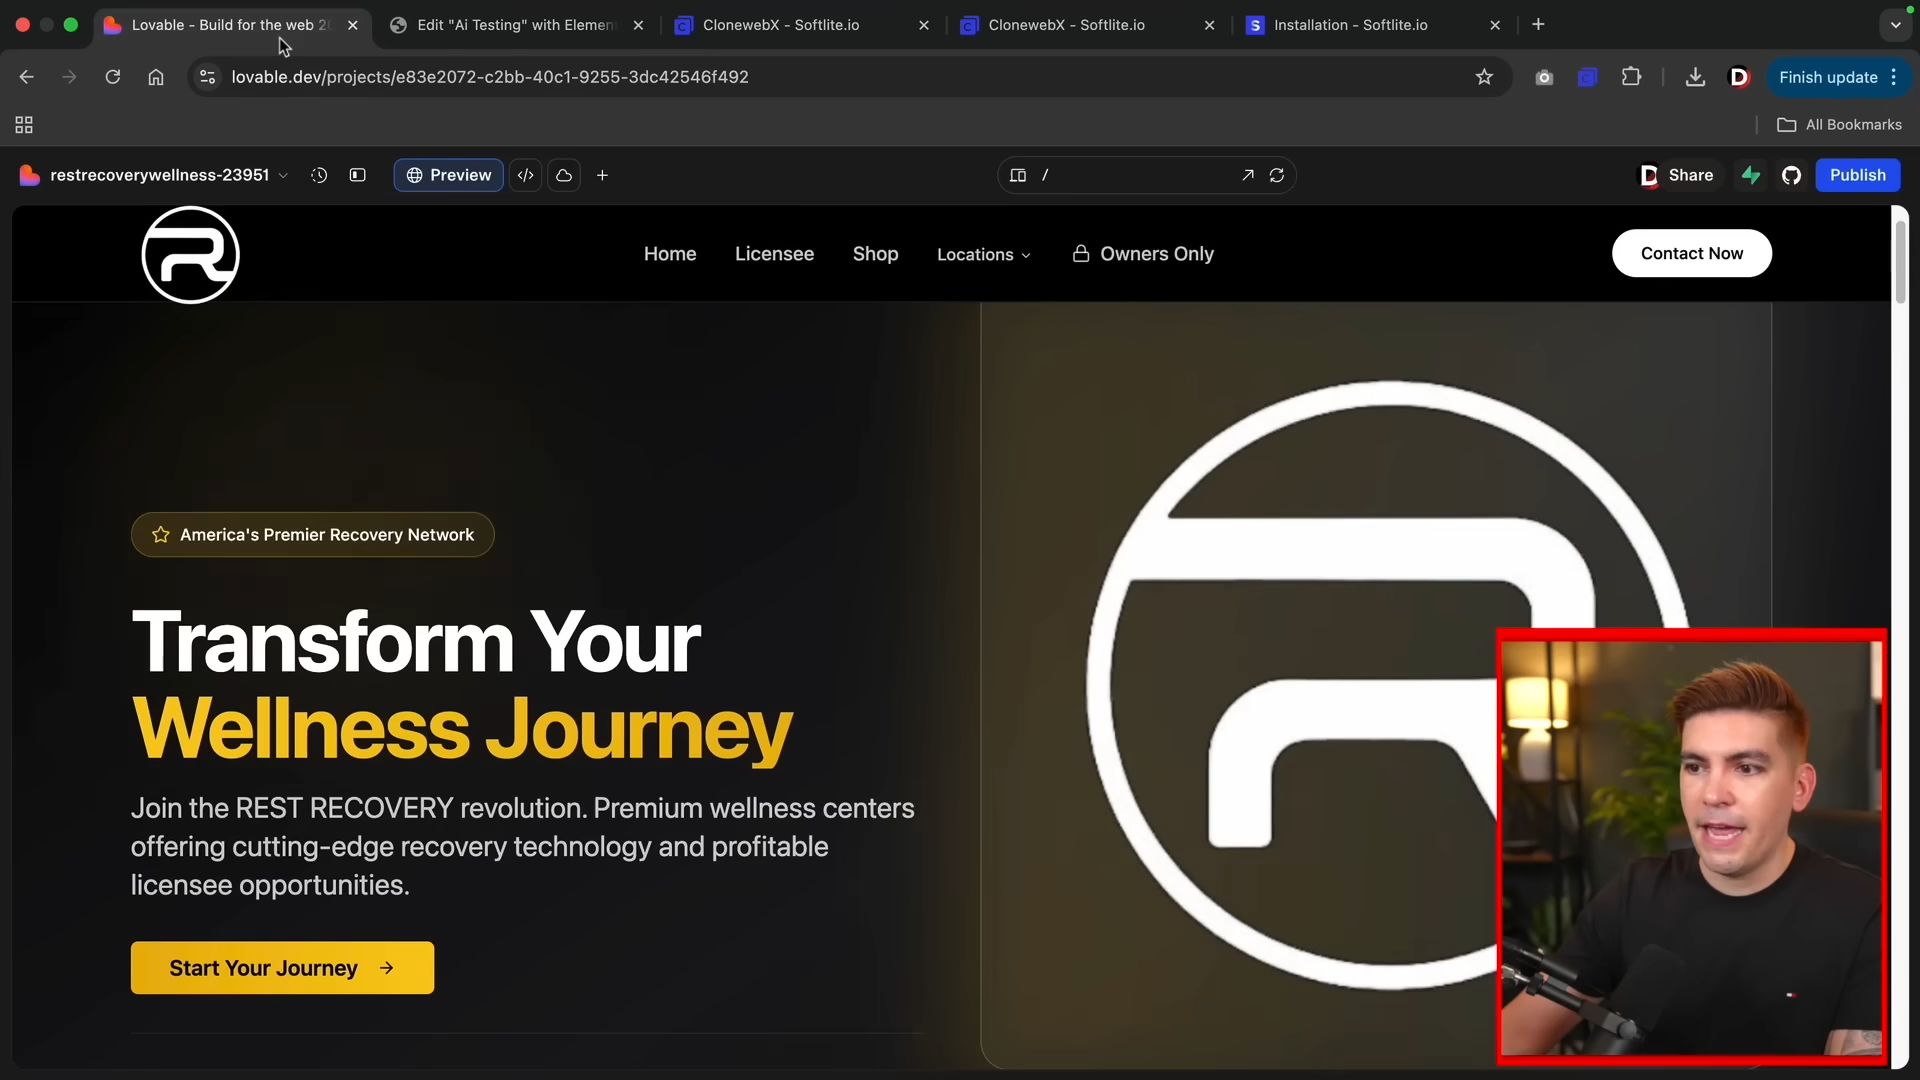 Lovable - Build for the web 20
Edit "Ai Testing" with Elemen
ClonewebX - Softlite.io
ClonewebX - Softlite.io
Installation - Softlite.io
lovable.dev/projects/e83e2072-c2bb-40c1-9255-3dc42546f492
Finish update
All Bookmarks
restrecoverywellness-23951
Preview
/
Share
Publish
Home
Licensee
Shop
Locations
Owners Only
Contact Now
America's Premier Recovery Network
Transform Your
Wellness Journey
Join the REST RECOVERY revolution. Premium wellness centers
offering cutting-edge recovery technology and profitable
licensee opportunities.
Start Your Journey